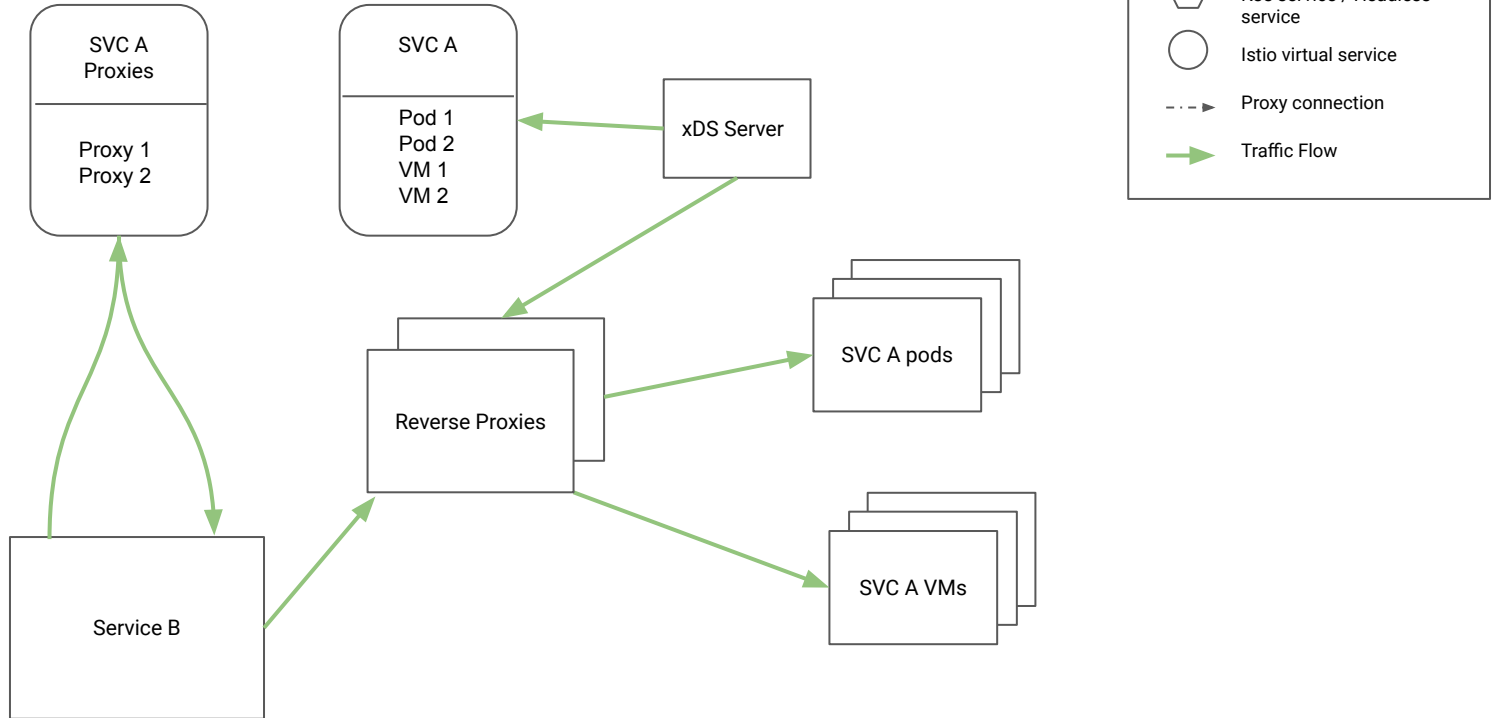 SVC A
Proxies
Proxy 1
Proxy 2
SVC A
Pod 1
Pod 2
VM 1
VM 2
xDS Server
service
Istio virtual service
Proxy connection
Traffic Flow
SVC A pods
Reverse Proxies
SVC A VMs
Service B